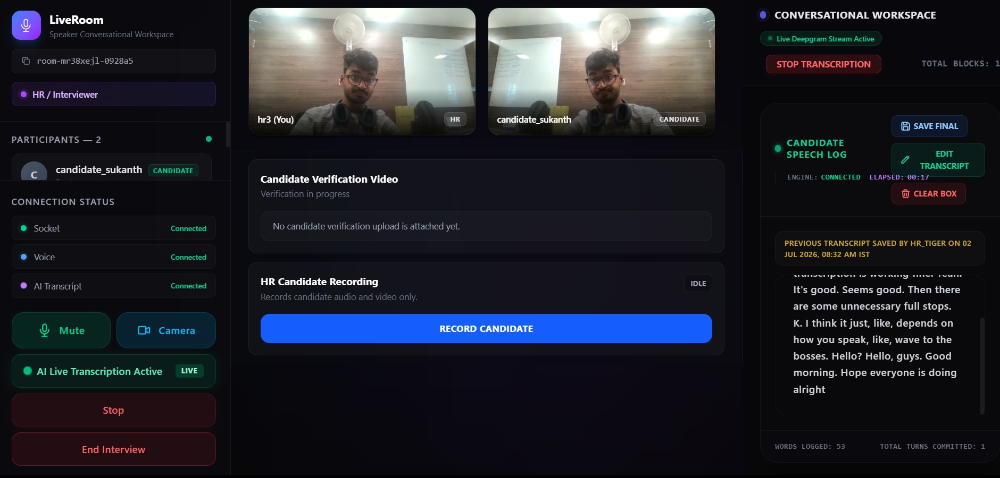 LiveRoom
Speaker Conversational Workspace
room-mr38xejl-0928a5
HR / Interviewer
PARTICIPANTS — 2
C
candidate_sukanth
CANDIDATE
CONNECTION STATUS
Socket
Connected
Voice
Connected
AI Transcript
Connected
Mute
Camera
AI Live Transcription Active
LIVE
Stop
End Interview
hr3 (You)
HR
candidate_sukanth
CANDIDATE
Candidate Verification Video
Verification in progress
No candidate verification upload is attached yet.
HR Candidate Recording
IDLE
Records candidate audio and video only.
RECORD CANDIDATE
CONVERSATIONAL WORKSPACE
Live Deepgram Stream Active
STOP TRANSCRIPTION
TOTAL BLOCKS: 1
CANDIDATE
SPEECH LOG
ENGINE: CONNECTED
ELAPSED: 00:17
SAVE FINAL
EDIT
TRANSCRIPT
CLEAR BOX
PREVIOUS TRANSCRIPT SAVED BY HR_TIGER ON 02
JUL 2026, 08:32 AM IST
transcription is working fine. Yeah.
It's good. Seems good. Then there
are some unnecessary full stops.
K. I think it just, like, depends on
how you speak, like, wave to the
bosses. Hello? Hello, guys. Good
morning. Hope everyone is doing
alright
WORDS LOGGED: 53
TOTAL TURNS COMMITTED: 1